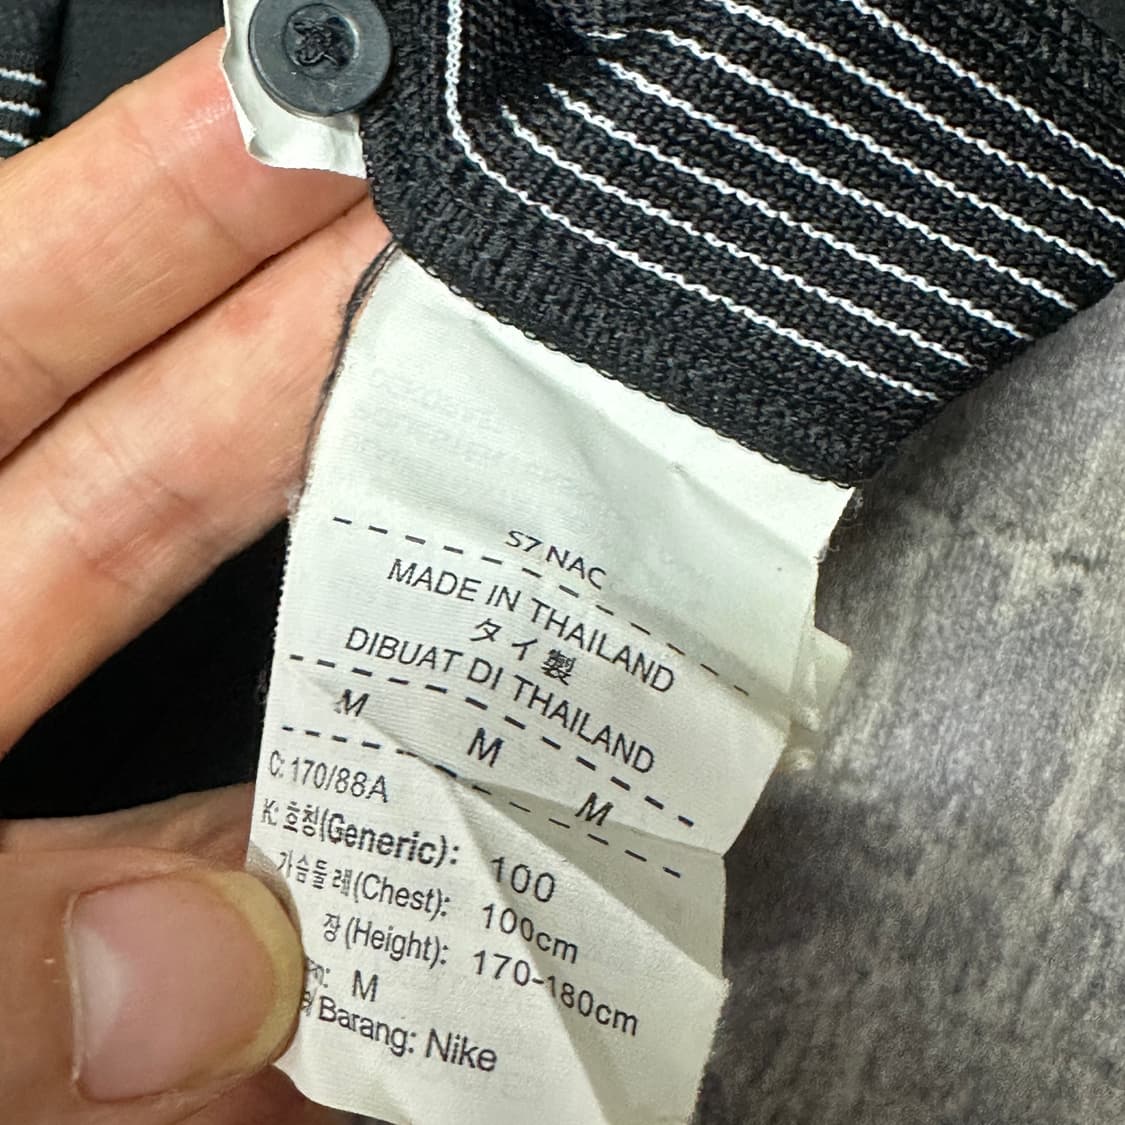 S7 NAC
MADE IN THAILAND
タイ製
DIBUAT DI THAILAND
M M M
C: 170/88A
K: 호칭(Generic): 100
가슴둘레(Chest): 100cm
장(Height): 170-180cm
M
Barang: Nike